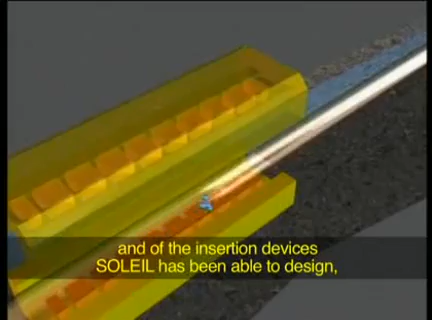 and of the insertion devices
SOLEIL has been able to design,